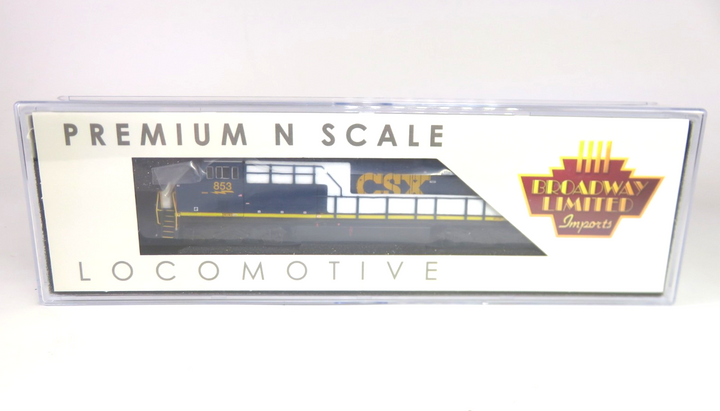 PREMIUM N SCALE
853
CSX
BROADWAY
LIMITED
Imports
LOCOMOTIVE